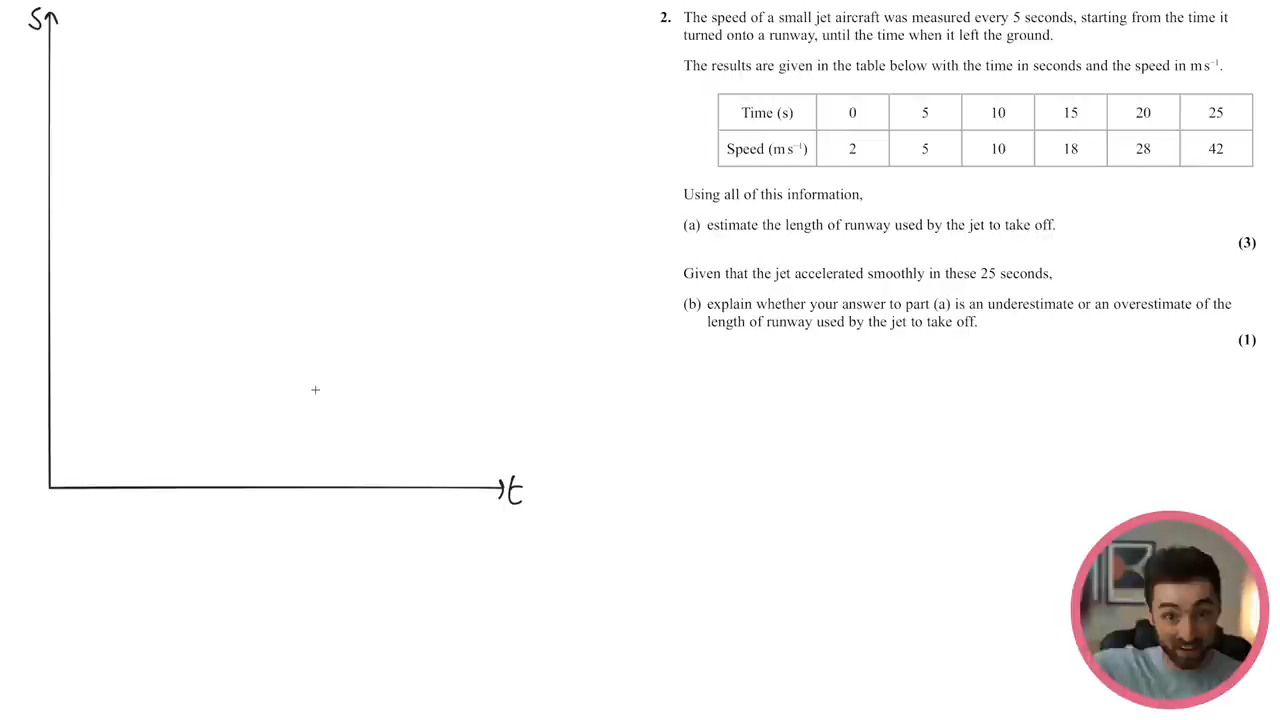 S
t
2. The speed of a small jet aircraft was measured every 5 seconds, starting from the time it
turned onto a runway, until the time when it left the ground.
The results are given in the table below with the time in seconds and the speed in m s⁻¹.
Time (s) 0 5 10 15 20 25
Speed (m s⁻¹) 2 5 10 18 28 42
Using all of this information,
(a) estimate the length of runway used by the jet to take off.
(3)
Given that the jet accelerated smoothly in these 25 seconds,
(b) explain whether your answer to part (a) is an underestimate or an overestimate of the
length of runway used by the jet to take off.
(1)